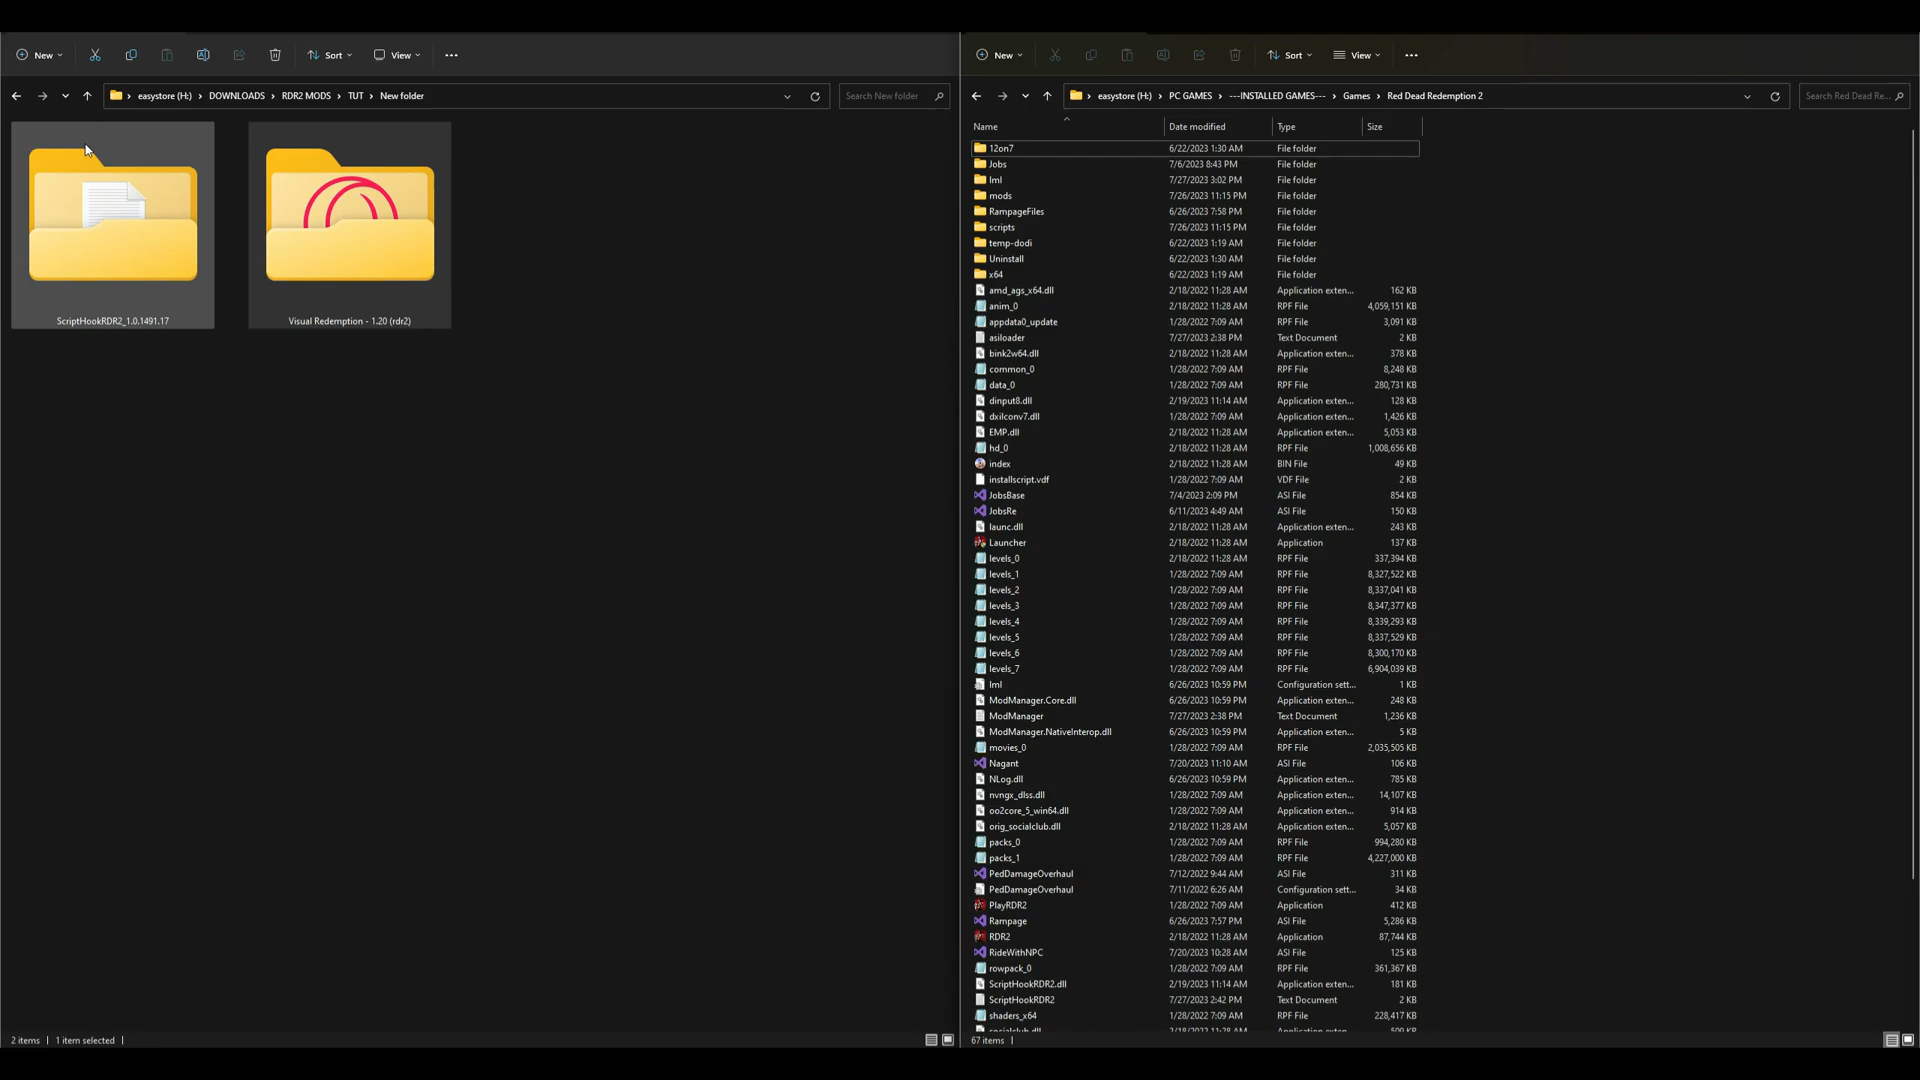 New
Sort
View
easystore (H:) > DOWNLOADS > RDR2 MODS > TUT > New folder
Search New folder
ScriptHookRDR2_1.0.1491.17
Visual Redemption - 1.20 (rdr2)
2 items
1 item selected
New
Sort
View
easystore (H:) > PC GAMES > ---INSTALLED GAMES--- > Games > Red Dead Redemption 2
Search Red Dead Re...
Name Date modified Type Size
12on7 6/22/2023 1:30 AM File folder
Jobs 7/6/2023 8:43 PM File folder
lml 7/27/2023 3:02 PM File folder
mods 7/26/2023 11:15 PM File folder
RampageFiles 6/26/2023 7:58 PM File folder
scripts 7/26/2023 11:15 PM File folder
temp-dodi 6/22/2023 1:19 AM File folder
Uninstall 6/22/2023 1:30 AM File folder
x64 6/22/2023 1:19 AM File folder
amd_ags_x64.dll 2/18/2022 11:28 AM Application exten... 162 KB
anim_0 2/18/2022 11:28 AM RPF File 4,059,151 KB
appdata0_update 1/28/2022 7:09 AM RPF File 3,091 KB
asiloader 7/27/2023 2:38 PM Text Document 2 KB
bink2w64.dll 2/18/2022 11:28 AM Application exten... 378 KB
common_0 1/28/2022 7:09 AM RPF File 8,248 KB
data_0 1/28/2022 7:09 AM RPF File 280,731 KB
dinput8.dll 2/19/2023 11:14 AM Application exten... 128 KB
dxilconv7.dll 1/28/2022 7:09 AM Application exten... 1,426 KB
EMP.dll 2/18/2022 11:28 AM Application exten... 5,053 KB
hd_0 2/18/2022 11:28 AM RPF File 1,008,656 KB
index 2/18/2022 11:28 AM BIN File 49 KB
installscript.vdf 1/28/2022 7:09 AM VDF File 2 KB
JobsBase 7/4/2023 2:09 PM ASI File 854 KB
JobsRe 6/11/2023 4:49 AM ASI File 150 KB
launc.dll 2/18/2022 11:28 AM Application exten... 243 KB
Launcher 2/18/2022 11:28 AM Application 137 KB
levels_0 2/18/2022 11:28 AM RPF File 337,394 KB
levels_1 1/28/2022 7:09 AM RPF File 8,327,522 KB
levels_2 1/28/2022 7:09 AM RPF File 8,337,041 KB
levels_3 1/28/2022 7:09 AM RPF File 8,347,377 KB
levels_4 1/28/2022 7:09 AM RPF File 8,339,293 KB
levels_5 1/28/2022 7:09 AM RPF File 8,337,529 KB
levels_6 1/28/2022 7:09 AM RPF File 8,300,170 KB
levels_7 1/28/2022 7:09 AM RPF File 6,904,039 KB
lml 6/26/2023 10:59 PM Configuration sett... 1 KB
ModManager.Core.dll 6/26/2023 10:59 PM Application exten... 248 KB
ModManager 7/27/2023 2:38 PM Text Document 1,236 KB
ModManager.NativeInterop.dll 6/26/2023 10:59 PM Application exten... 5 KB
movies_0 1/28/2022 7:09 AM RPF File 2,035,505 KB
Nagant 7/20/2023 11:10 AM ASI File 106 KB
NLog.dll 6/26/2023 10:59 PM Application exten... 785 KB
nvngx_dlss.dll 1/28/2022 7:09 AM Application exten... 14,107 KB
oo2core_5_win64.dll 1/28/2022 7:09 AM Application exten... 914 KB
orig_socialclub.dll 2/18/2022 11:28 AM Application exten... 5,057 KB
packs_0 1/28/2022 7:09 AM RPF File 994,280 KB
packs_1 1/28/2022 7:09 AM RPF File 4,227,000 KB
PedDamageOverhaul 7/12/2022 9:44 AM ASI File 311 KB
PedDamageOverhaul 7/11/2022 6:26 AM Configuration sett... 34 KB
PlayRDR2 1/28/2022 7:09 AM Application 412 KB
Rampage 6/26/2023 7:57 PM ASI File 5,286 KB
RDR2 2/18/2022 11:28 AM Application 87,744 KB
RideWithNPC 7/20/2023 10:28 AM ASI File 125 KB
rowpack_0 1/28/2022 7:09 AM RPF File 361,367 KB
ScriptHookRDR2.dll 2/19/2023 11:14 AM Application exten... 181 KB
ScriptHookRDR2 7/27/2023 2:42 PM Text Document 2 KB
shaders_x64 1/28/2022 7:09 AM RPF File 228,417 KB
67 items